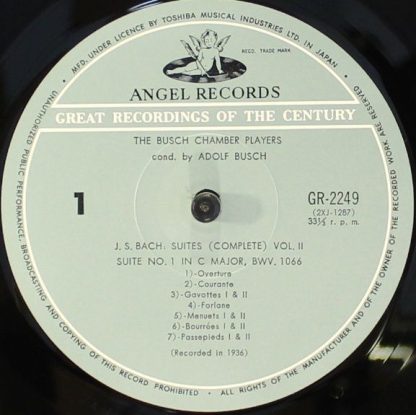 MFD. UNDER LICENCE BY TOSHIBA MUSICAL INDUSTRIES LTD. IN JAPAN •
REGD. TRADE MARK
ANGEL RECORDS
GREAT RECORDINGS OF THE CENTURY
THE BUSCH CHAMBER PLAYERS
cond. by ADOLF BUSCH
1
GR-2249
(2XJ-1287)
33⅓ r. p. m.
J. S. BACH: SUITES (COMPLETE) VOL. II
SUITE NO. 1 IN C MAJOR, BWV. 1066
1)-Overture
2)-Courante
3)-Gavottes I & II
4)-Forlane
5)-Menuets I & II
6)-Bourrées I & II
7)-Passepieds I & II
(Recorded in 1936)
UNAUTHORIZED PUBLIC PERFORMANCE, BROADCASTING AND COPYING OF THIS RECORD PROHIBITED •
ALL RIGHTS OF THE MANUFACTURER AND OF THE OWNER OF THE RECORDED WORK ARE RESERVED